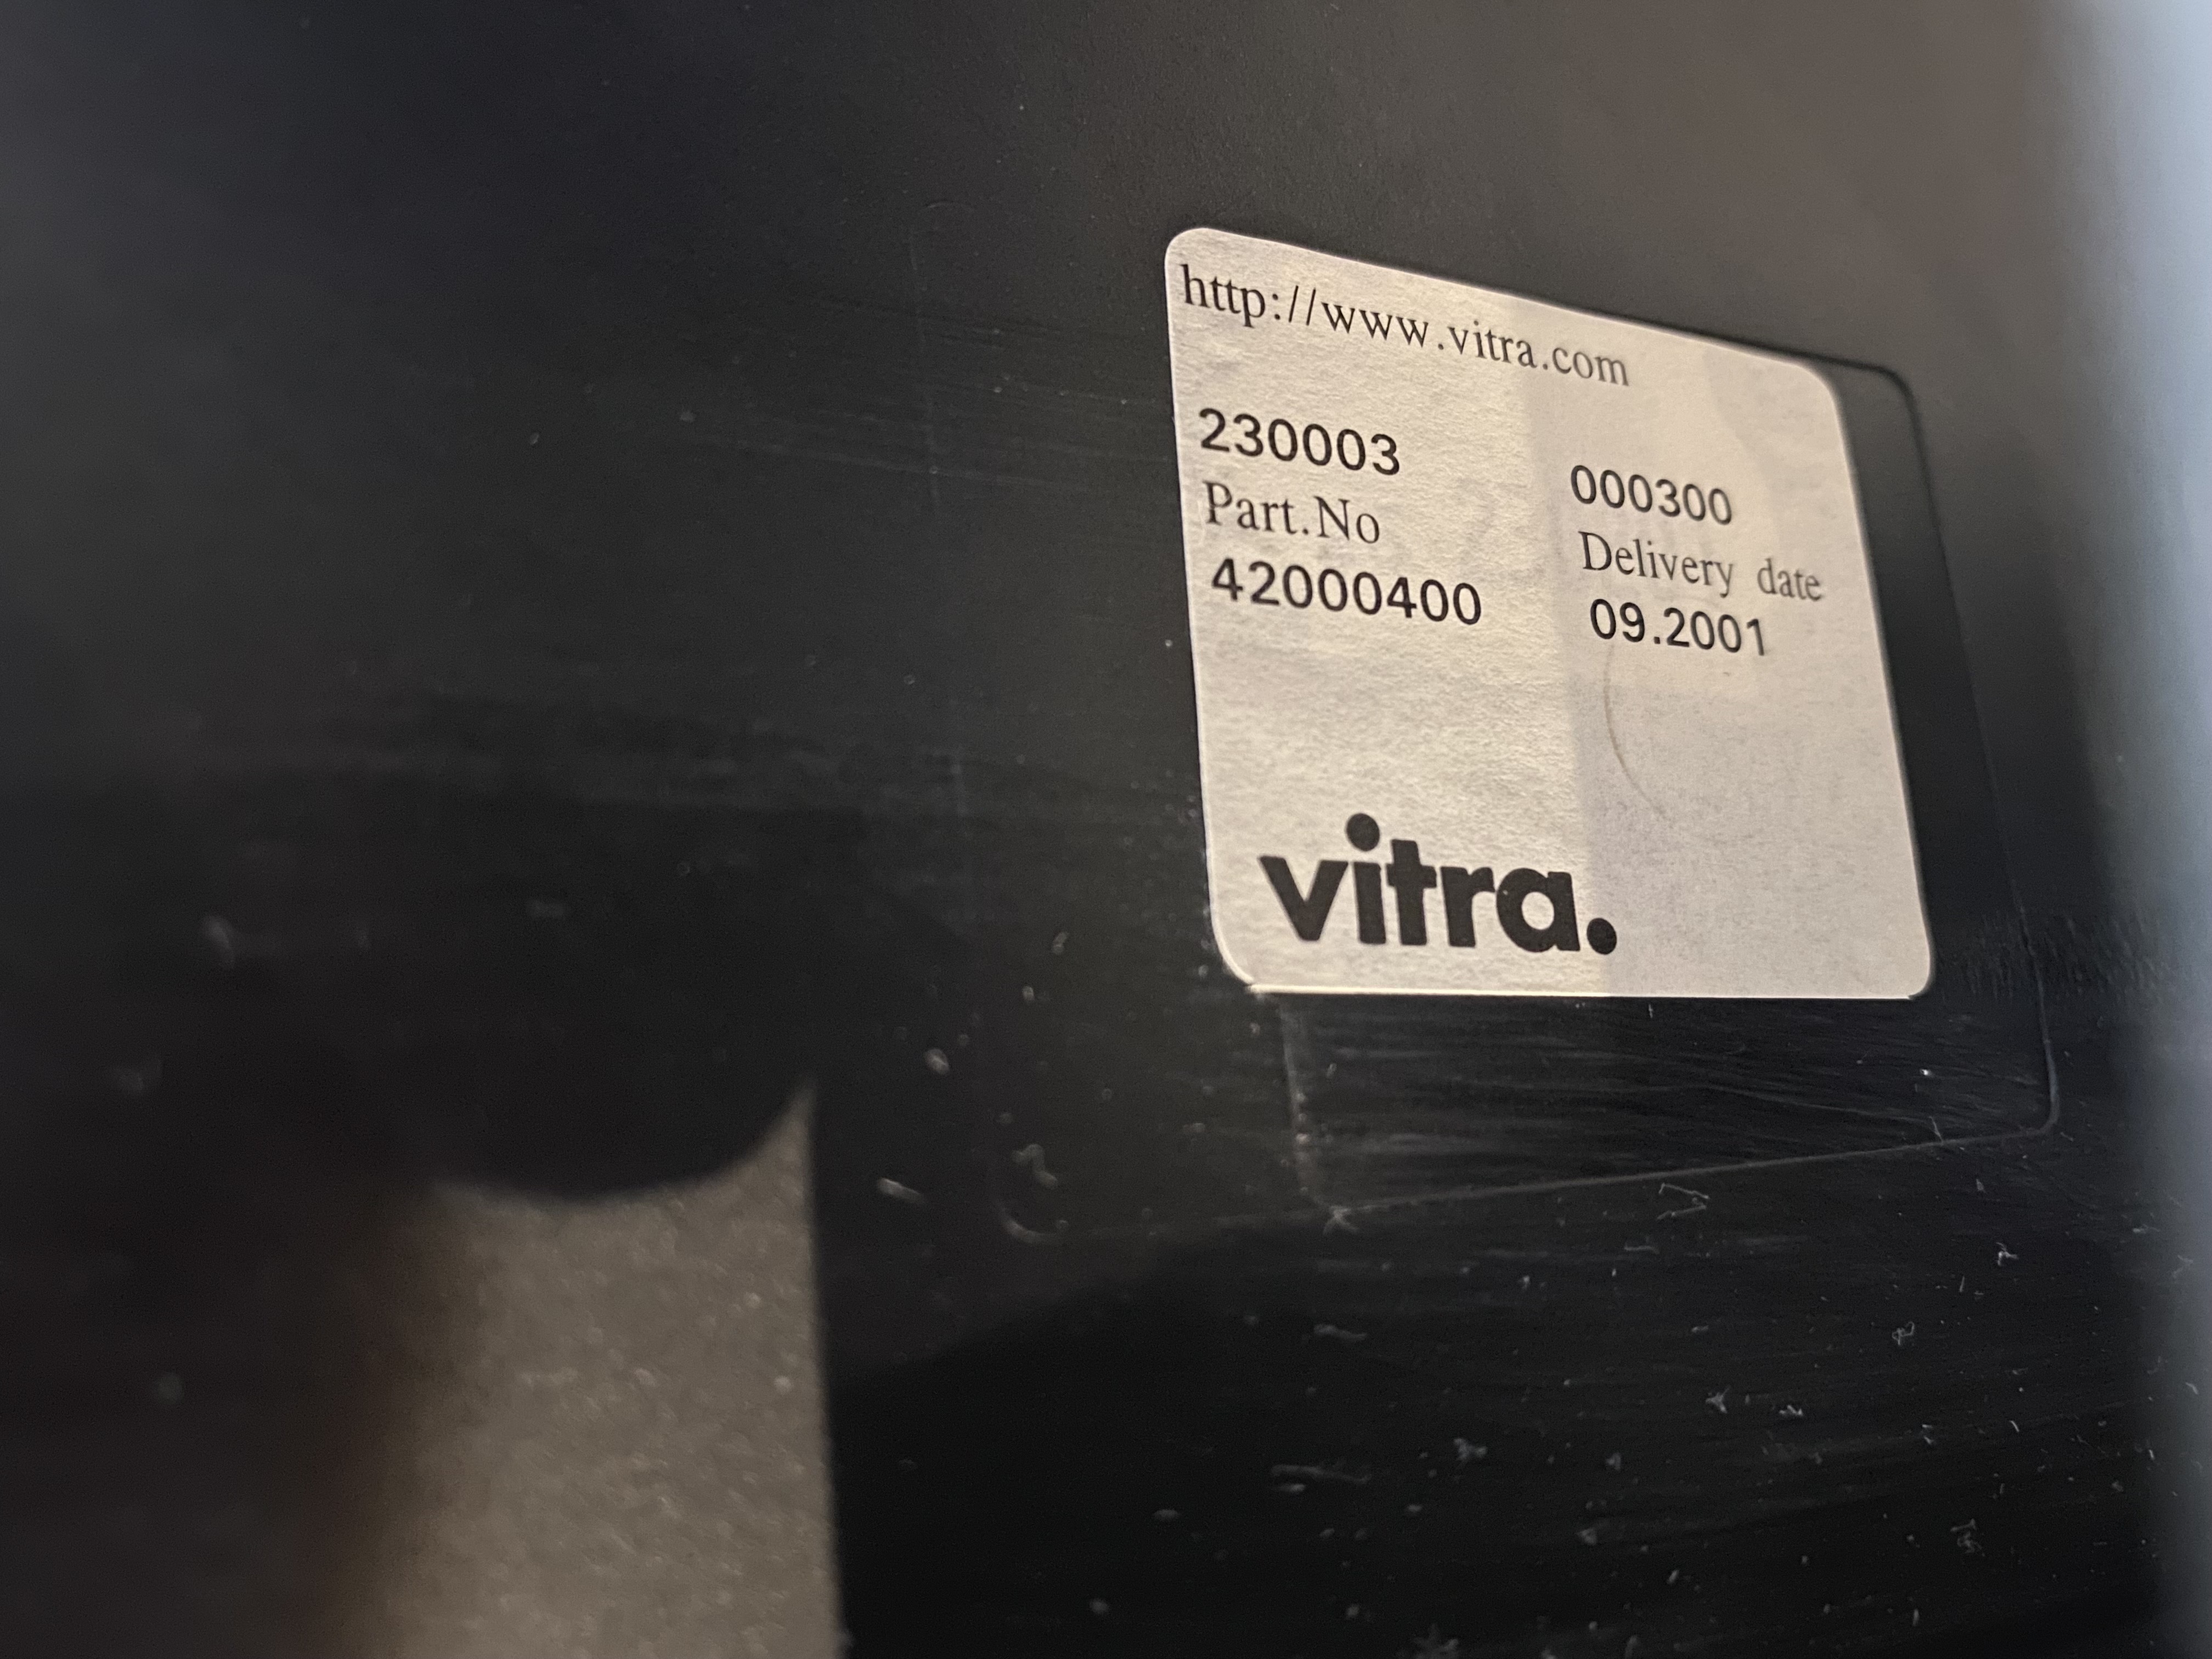 http://www.vitra.com
230003 000300
Part.No Delivery date
42000400 09.2001
vitra.